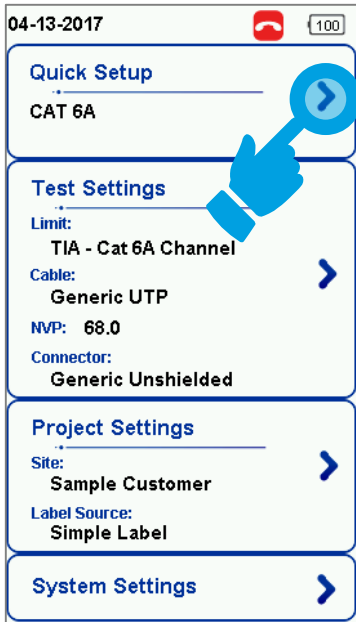 04-13-2017
100
Quick Setup
CAT 6A
Test Settings
Limit:
TIA - Cat 6A Channel
Cable:
Generic UTP
NVP: 68.0
Connector:
Generic Unshielded
Project Settings
Site:
Sample Customer
Label Source:
Simple Label
System Settings